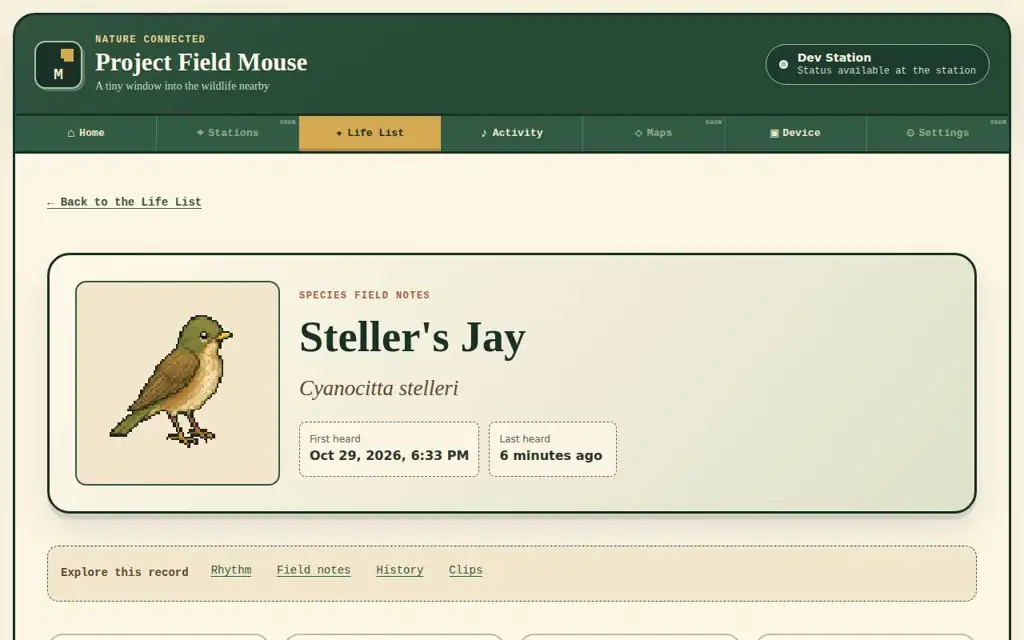 NATURE CONNECTED
Project Field Mouse
A tiny window into the wildlife nearby
M
Dev Station
Status available at the station
Home
Stations
SOON
Life List
Activity
Maps
SOON
Device
Settings
SOON
← Back to the Life List
SPECIES FIELD NOTES
Steller's Jay
Cyanocitta stelleri
First heard
Oct 29, 2026, 6:33 PM
Last heard
6 minutes ago
Explore this record
Rhythm
Field notes
History
Clips